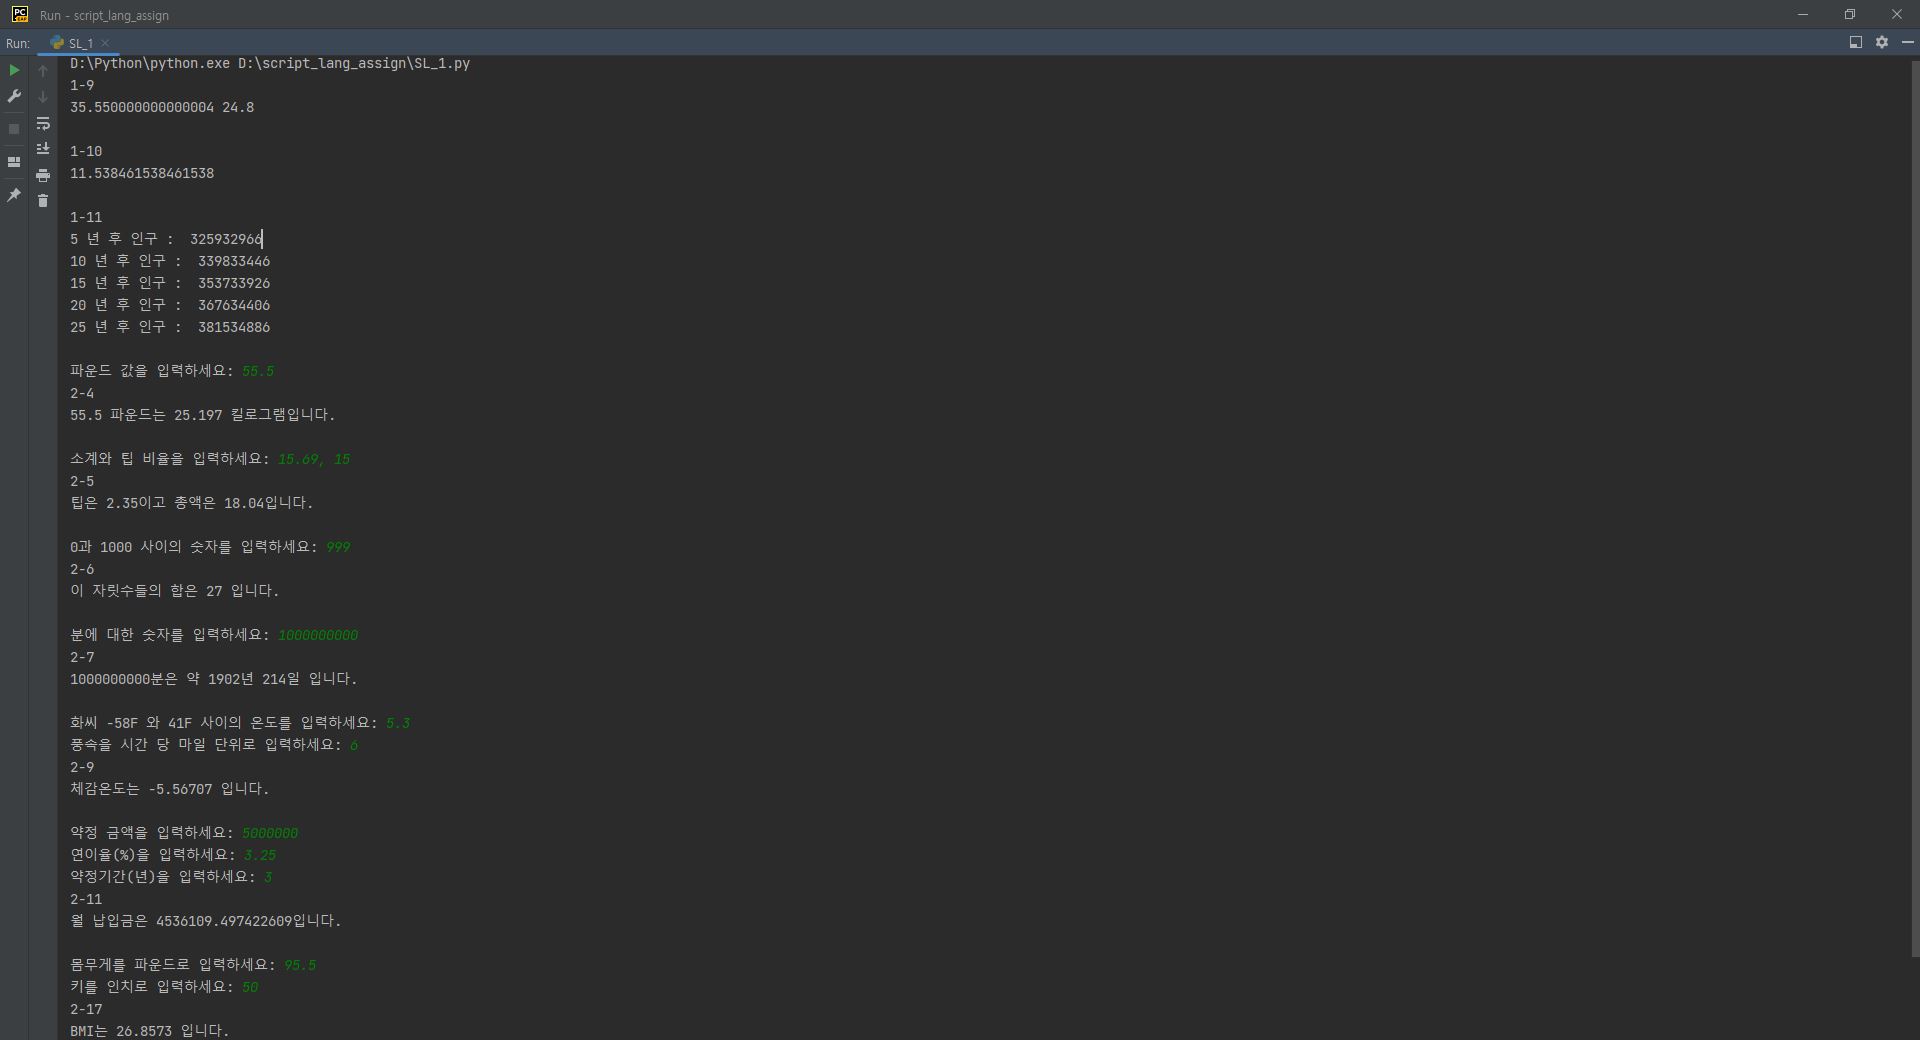 PC
EAP
Run - script_lang_assign
Run:
SL_1
D:\Python\python.exe D:\script_lang_assign\SL_1.py
1-9
35.550000000000004 24.8
1-10
11.538461538461538
1-11
5 년 후 인구 :  325932966
10 년 후 인구 :  339833446
15 년 후 인구 :  353733926
20 년 후 인구 :  367634406
25 년 후 인구 :  381534886
파운드 값을 입력하세요: 55.5
2-4
55.5 파운드는 25.197 킬로그램입니다.
소계와 팁 비율을 입력하세요: 15.69, 15
2-5
팁은 2.35이고 총액은 18.04입니다.
0과 1000 사이의 숫자를 입력하세요: 999
2-6
이 자릿수들의 합은 27 입니다.
분에 대한 숫자를 입력하세요: 1000000000
2-7
1000000000분은 약 1902년 214일 입니다.
화씨 -58F 와 41F 사이의 온도를 입력하세요: 5.3
풍속을 시간 당 마일 단위로 입력하세요: 6
2-9
체감온도는 -5.56707 입니다.
약정 금액을 입력하세요: 5000000
연이율(%)을 입력하세요: 3.25
약정기간(년)을 입력하세요: 3
2-11
월 납입금은 4536109.497422609입니다.
몸무게를 파운드로 입력하세요: 95.5
키를 인치로 입력하세요: 50
2-17
BMI는 26.8573 입니다.